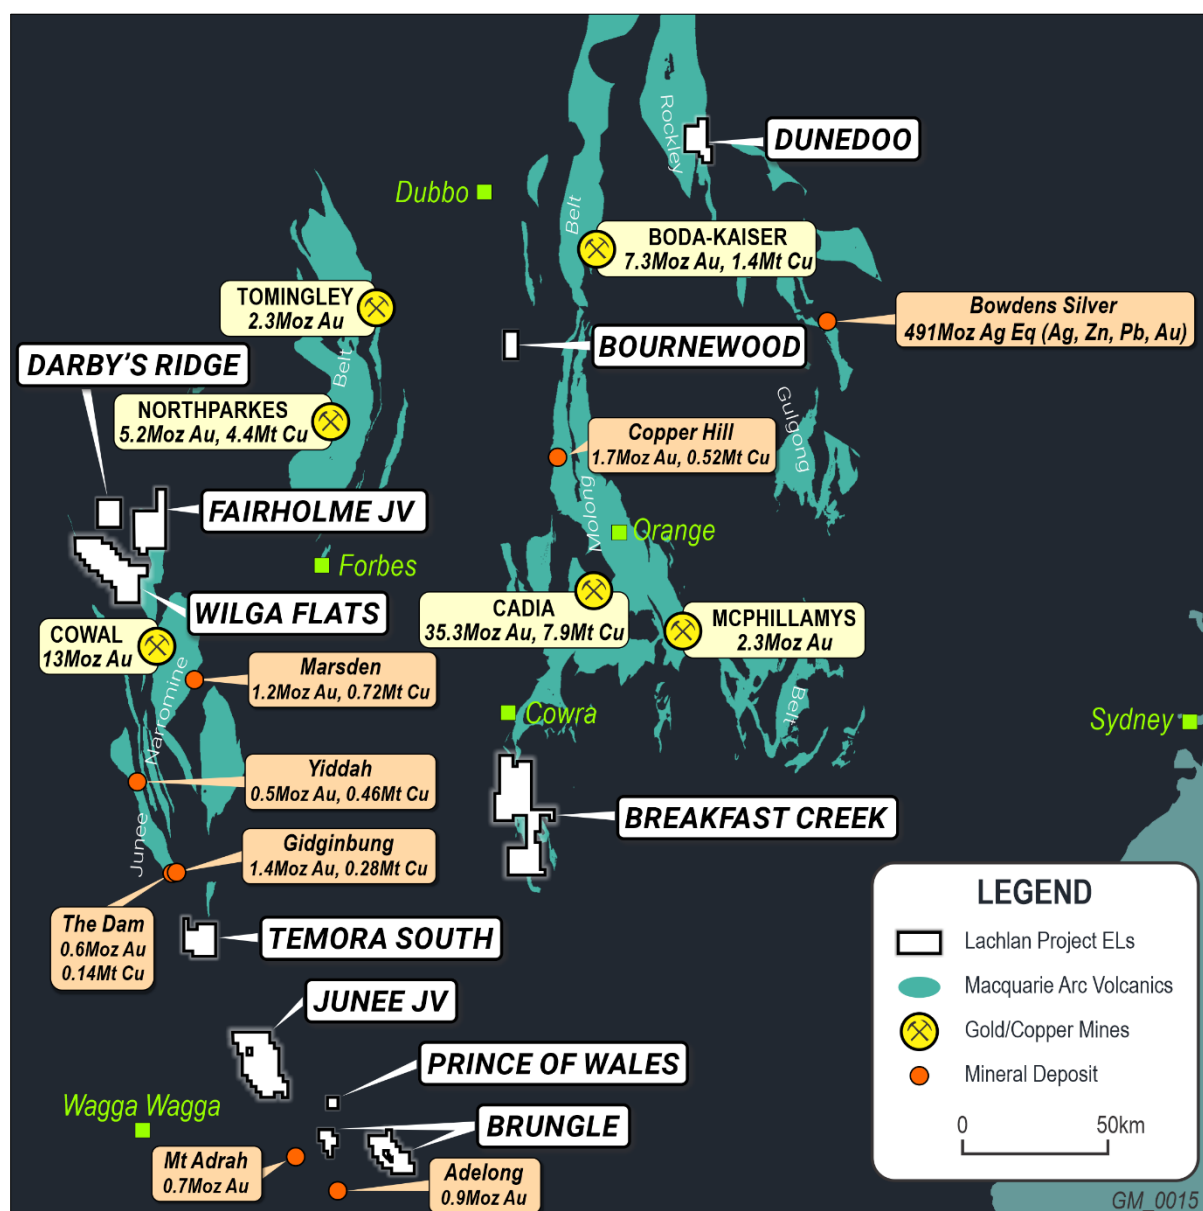 Rockley
DUNEDOO
Dubbo
Belt
BODA-KAISER
7.3Moz Au, 1.4Mt Cu
TOMINGLEY
2.3Moz Au
Bowdens Silver
491Moz Ag Eq (Ag, Zn, Pb, Au)
BOURNEWOOD
DARBY'S RIDGE
Belt
NORTHPARKES
5.2Moz Au, 4.4Mt Cu
Gulgong
Copper Hill
1.7Moz Au, 0.52Mt Cu
Molong
FAIRHOLME JV
Orange
Forbes
WILGA FLATS
CADIA
35.3Moz Au, 7.9Mt Cu
MCPHILLAMYS
2.3Moz Au
COWAL
13Moz Au
Marsden
1.2Moz Au, 0.72Mt Cu
Narromine
Belt
Cowra
Sydney
Yiddah
0.5Moz Au, 0.46Mt Cu
BREAKFAST CREEK
Junee
Gidginbung
1.4Moz Au, 0.28Mt Cu
The Dam
0.6Moz Au
0.14Mt Cu
TEMORA SOUTH
JUNEE JV
PRINCE OF WALES
Wagga Wagga
BRUNGLE
Mt Adrah
0.7Moz Au
Adelong
0.9Moz Au
LEGEND
Lachlan Project ELs
Macquarie Arc Volcanics
Gold/Copper Mines
Mineral Deposit
0 50km
GM_0015